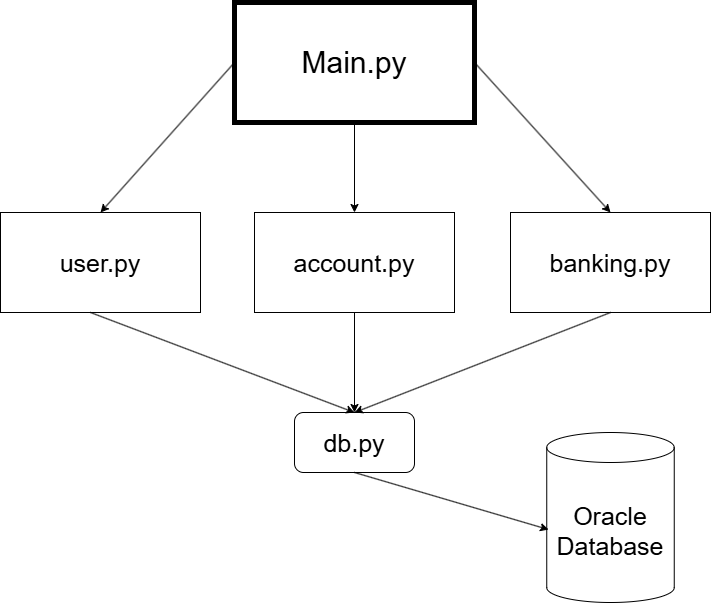 Main.py
user.py
account.py
banking.py
db.py
Oracle
Database